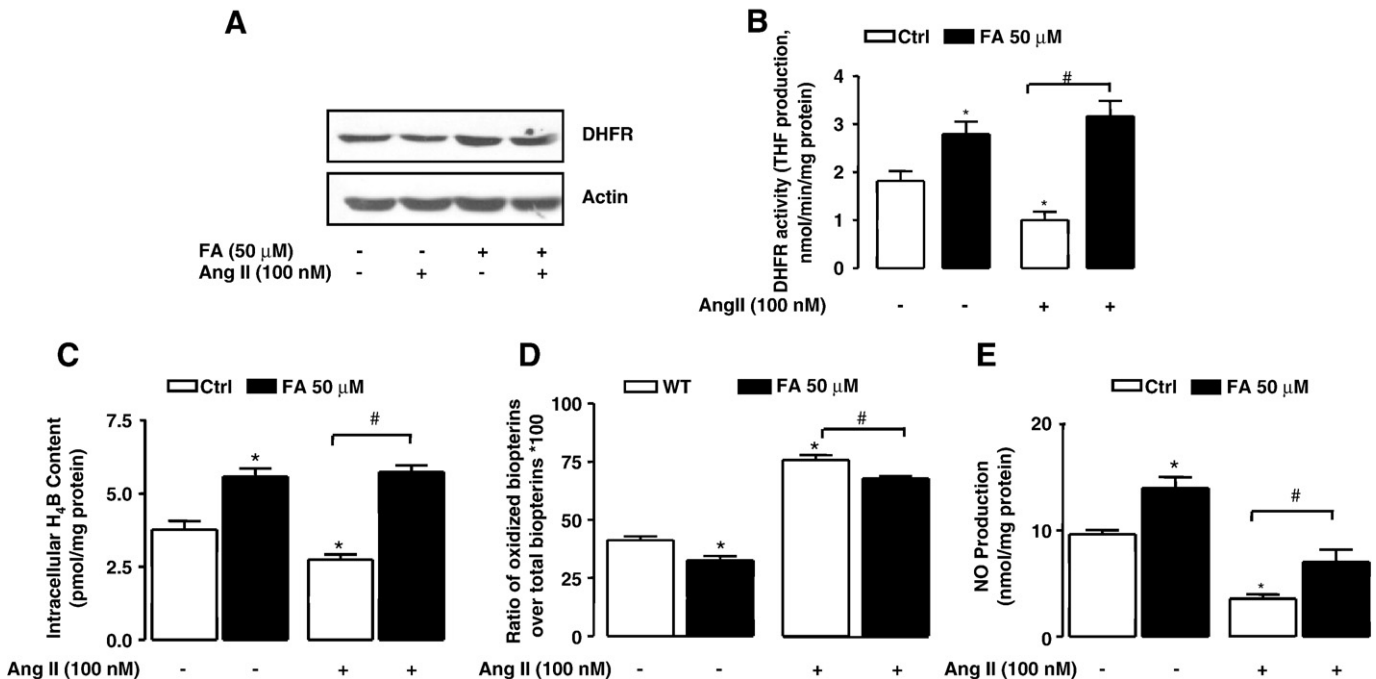 A
DHFR
Actin
FA (50 μM) - - + +
Ang II (100 nM) - + - +
B
Ctrl FA 50 μM
DHFR activity (THF production,
nmol/min/mg protein)
4
3
2
1
0
* * #
AngII (100 nM) - - + +
C
Ctrl FA 50 μM
Intracellular H4B Content
(pmol/mg protein)
7.5
5.0
2.5
0.0
* * #
Ang II (100 nM) - - + +
D
WT FA 50 μM
Ratio of oxidized biopterins
over total biopterins *100
100
75
50
25
0
* * #
Ang II (100 nM) - - + +
E
Ctrl FA 50 μM
NO Production
(nmol/mg protein)
20
10
0
* * #
Ang II (100 nM) - - + +